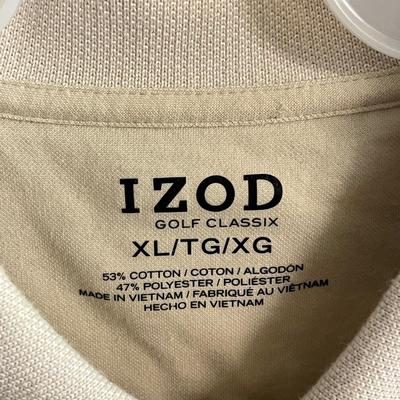 IZOD
GOLF CLASSIX
XL/TG/XG
53% COTTON / COTON / ALGODÓN
47% POLYESTER / POLIÉSTER
MADE IN VIETNAM / FABRIQUÉ AU VIÊTNAM
HECHO EN VIETNAM